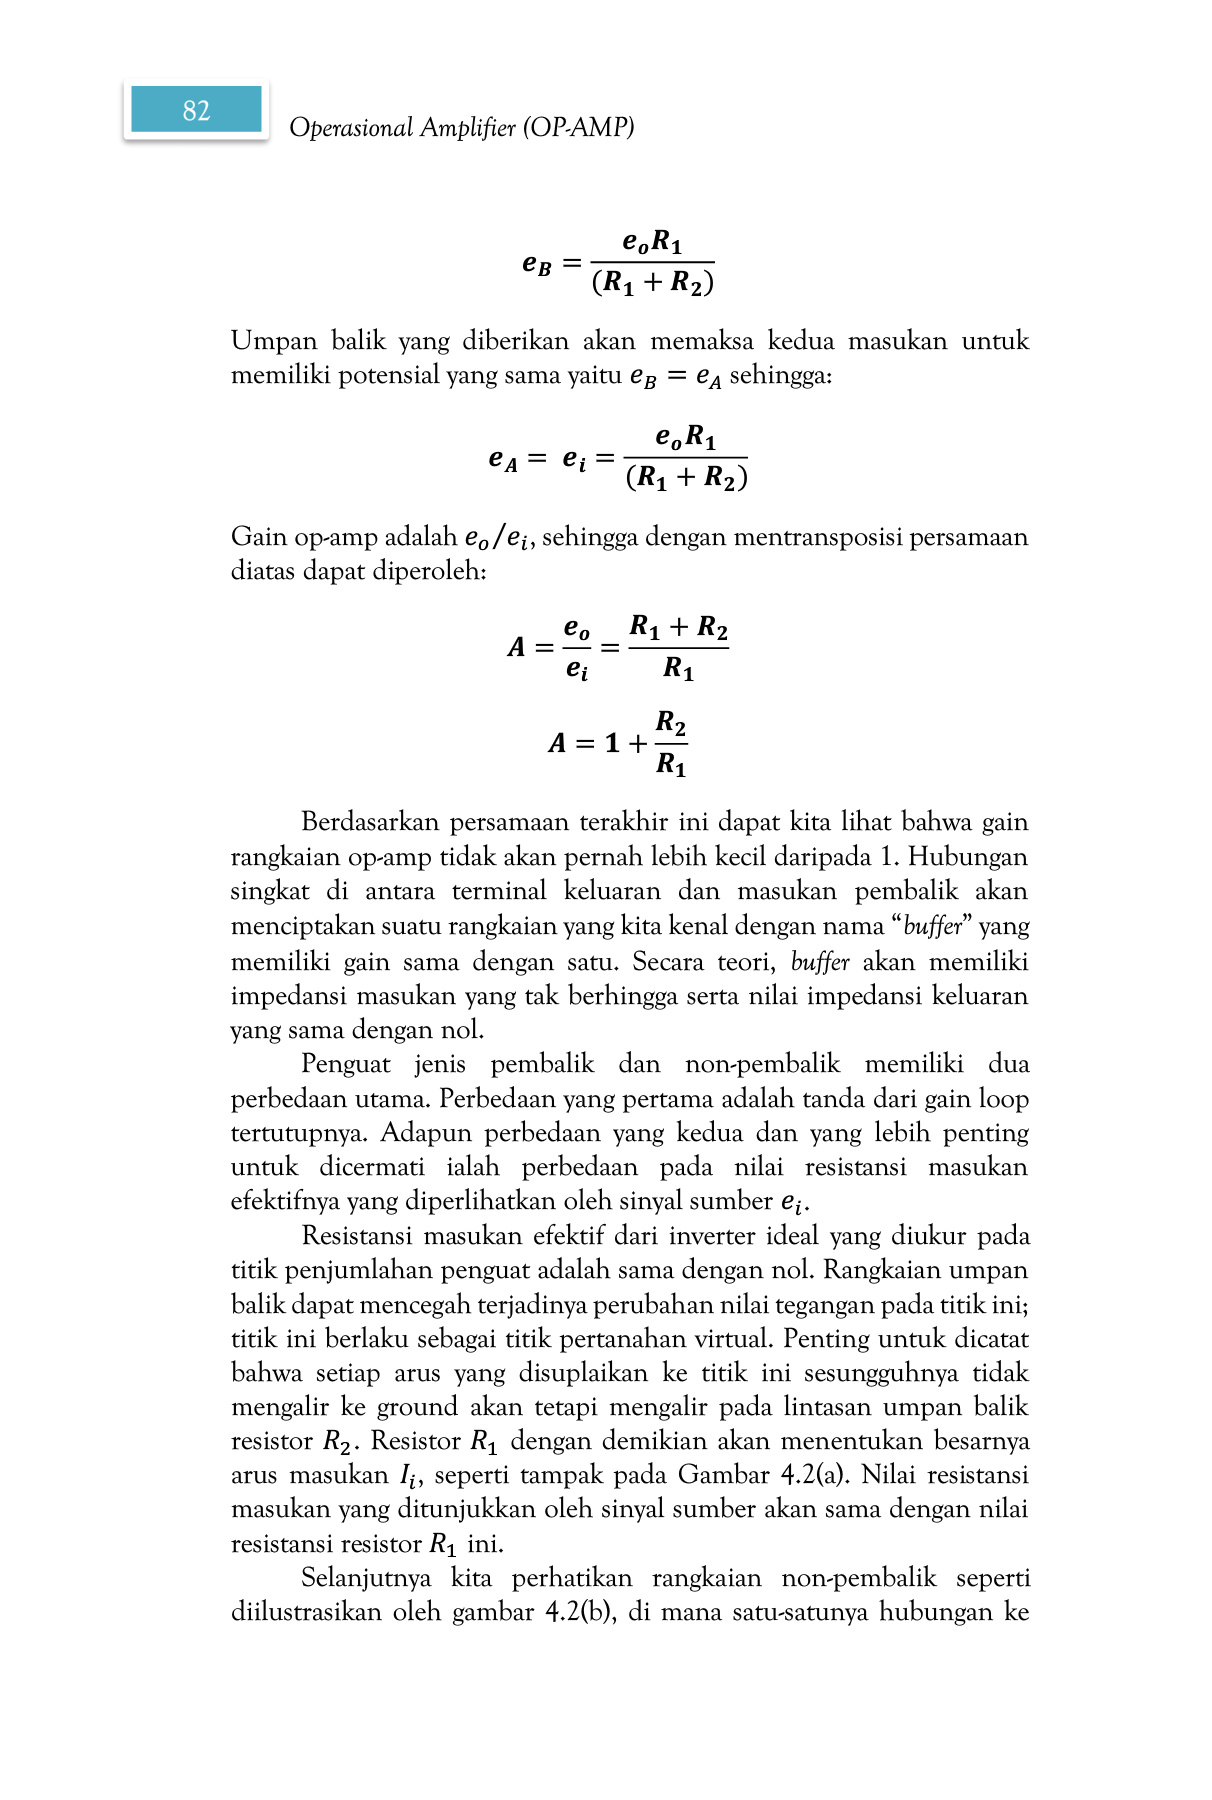 82
Operasional Amplifier (OP-AMP)
e_B = e_o R_1 / (R_1 + R_2)
Umpan balik yang diberikan akan memaksa kedua masukan untuk
memiliki potensial yang sama yaitu e_B = e_A sehingga:
e_A = e_i = e_o R_1 / (R_1 + R_2)
Gain op-amp adalah e_o/e_i, sehingga dengan mentransposisi persamaan
diatas dapat diperoleh:
A = e_o / e_i = R_1 + R_2 / R_1
A = 1 + R_2 / R_1
Berdasarkan persamaan terakhir ini dapat kita lihat bahwa gain
rangkaian op-amp tidak akan pernah lebih kecil daripada 1. Hubungan
singkat di antara terminal keluaran dan masukan pembalik akan
menciptakan suatu rangkaian yang kita kenal dengan nama “buffer” yang
memiliki gain sama dengan satu. Secara teori, buffer akan memiliki
impedansi masukan yang tak berhingga serta nilai impedansi keluaran
yang sama dengan nol.
Penguat jenis pembalik dan non-pembalik memiliki dua
perbedaan utama. Perbedaan yang pertama adalah tanda dari gain loop
tertutupnya. Adapun perbedaan yang kedua dan yang lebih penting
untuk dicermati ialah perbedaan pada nilai resistansi masukan
efektifnya yang diperlihatkan oleh sinyal sumber e_i.
Resistansi masukan efektif dari inverter ideal yang diukur pada
titik penjumlahan penguat adalah sama dengan nol. Rangkaian umpan
balik dapat mencegah terjadinya perubahan nilai tegangan pada titik ini;
titik ini berlaku sebagai titik pertanahan virtual. Penting untuk dicatat
bahwa setiap arus yang disuplaikan ke titik ini sesungguhnya tidak
mengalir ke ground akan tetapi mengalir pada lintasan umpan balik
resistor R_2. Resistor R_1 dengan demikian akan menentukan besarnya
arus masukan I_i, seperti tampak pada Gambar 4.2(a). Nilai resistansi
masukan yang ditunjukkan oleh sinyal sumber akan sama dengan nilai
resistansi resistor R_1 ini.
Selanjutnya kita perhatikan rangkaian non-pembalik seperti
diilustrasikan oleh gambar 4.2(b), di mana satu-satunya hubungan ke